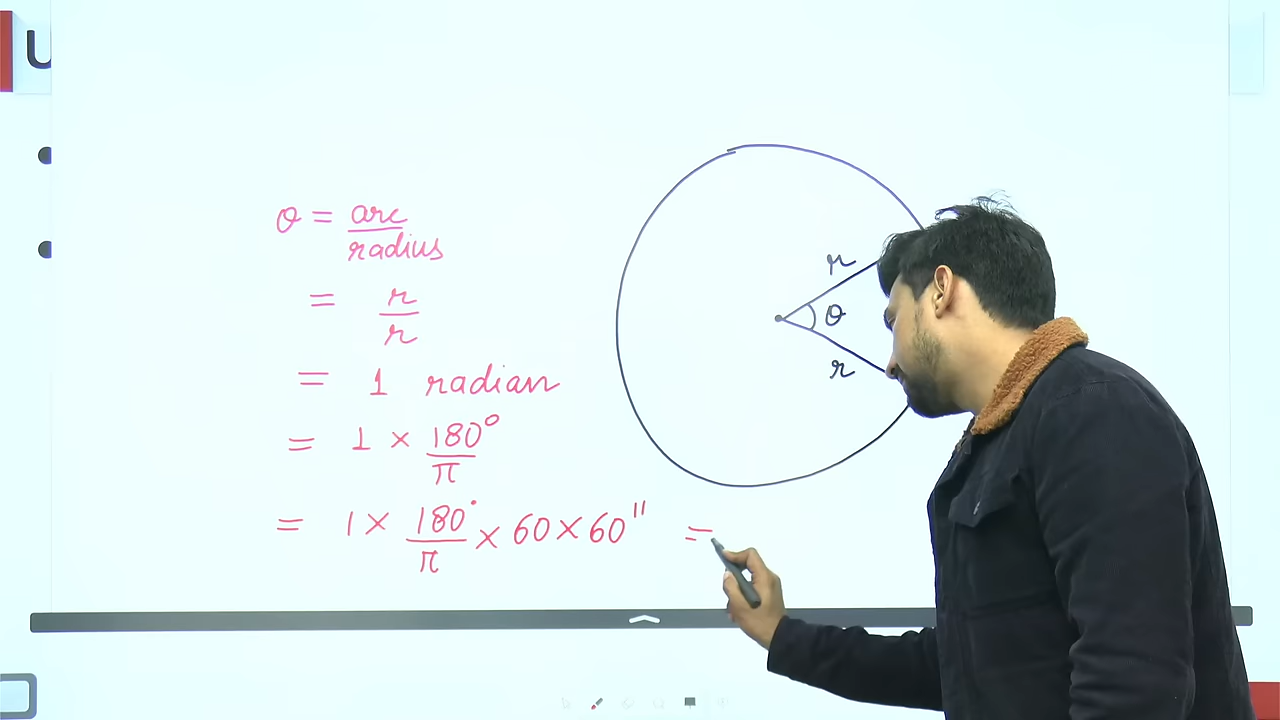 U
θ = arc/radius
= r/r
= 1 radian
= 1 × 180°/π
= 1 × 180°/π × 60 × 60" =
r
θ
r